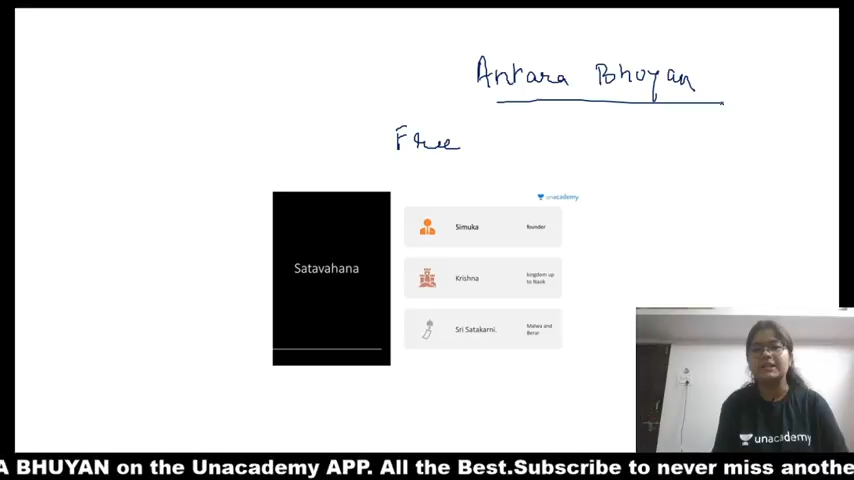 Antara Bhuyan
Free
unacademy
Satavahana
Simuka
founder
Krishna
kingdom up
to Nasik
Sri Satakarni.
Malwa and
Berar
unacademy
A BHUYAN on the Unacademy APP. All the Best.Subscribe to never miss anothe